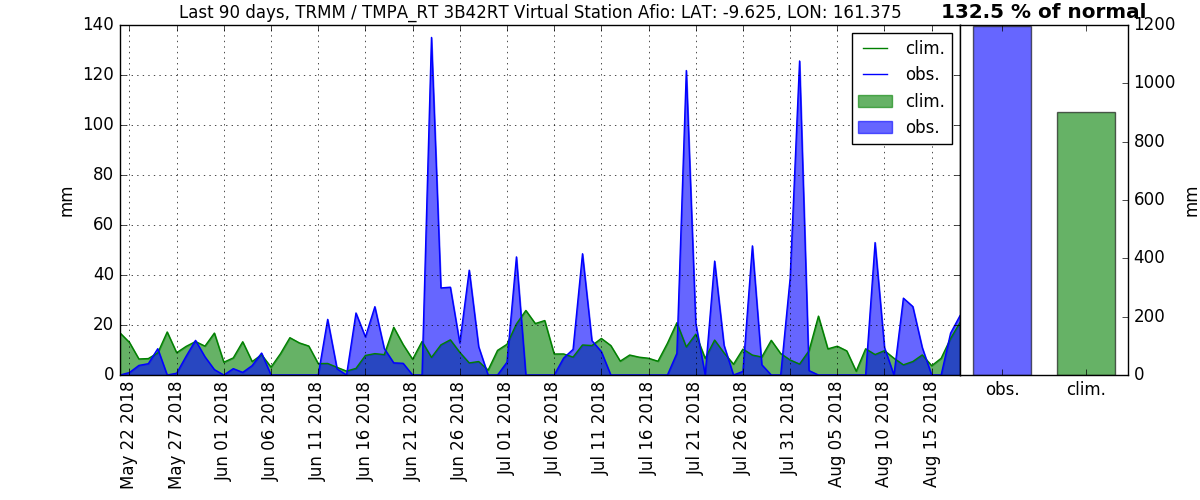 Last 90 days, TRMM / TMPA_RT 3B42RT Virtual Station Afio: LAT: -9.625, LON: 161.375
132.5 % of normal
140
120
100
80
60
40
20
0
mm
clim.
obs.
clim.
obs.
1200
1000
800
600
400
200
0
mm
May 22 2018
May 27 2018
Jun 01 2018
Jun 06 2018
Jun 11 2018
Jun 16 2018
Jun 21 2018
Jun 26 2018
Jul 01 2018
Jul 06 2018
Jul 11 2018
Jul 16 2018
Jul 21 2018
Jul 26 2018
Jul 31 2018
Aug 05 2018
Aug 10 2018
Aug 15 2018
obs.
clim.